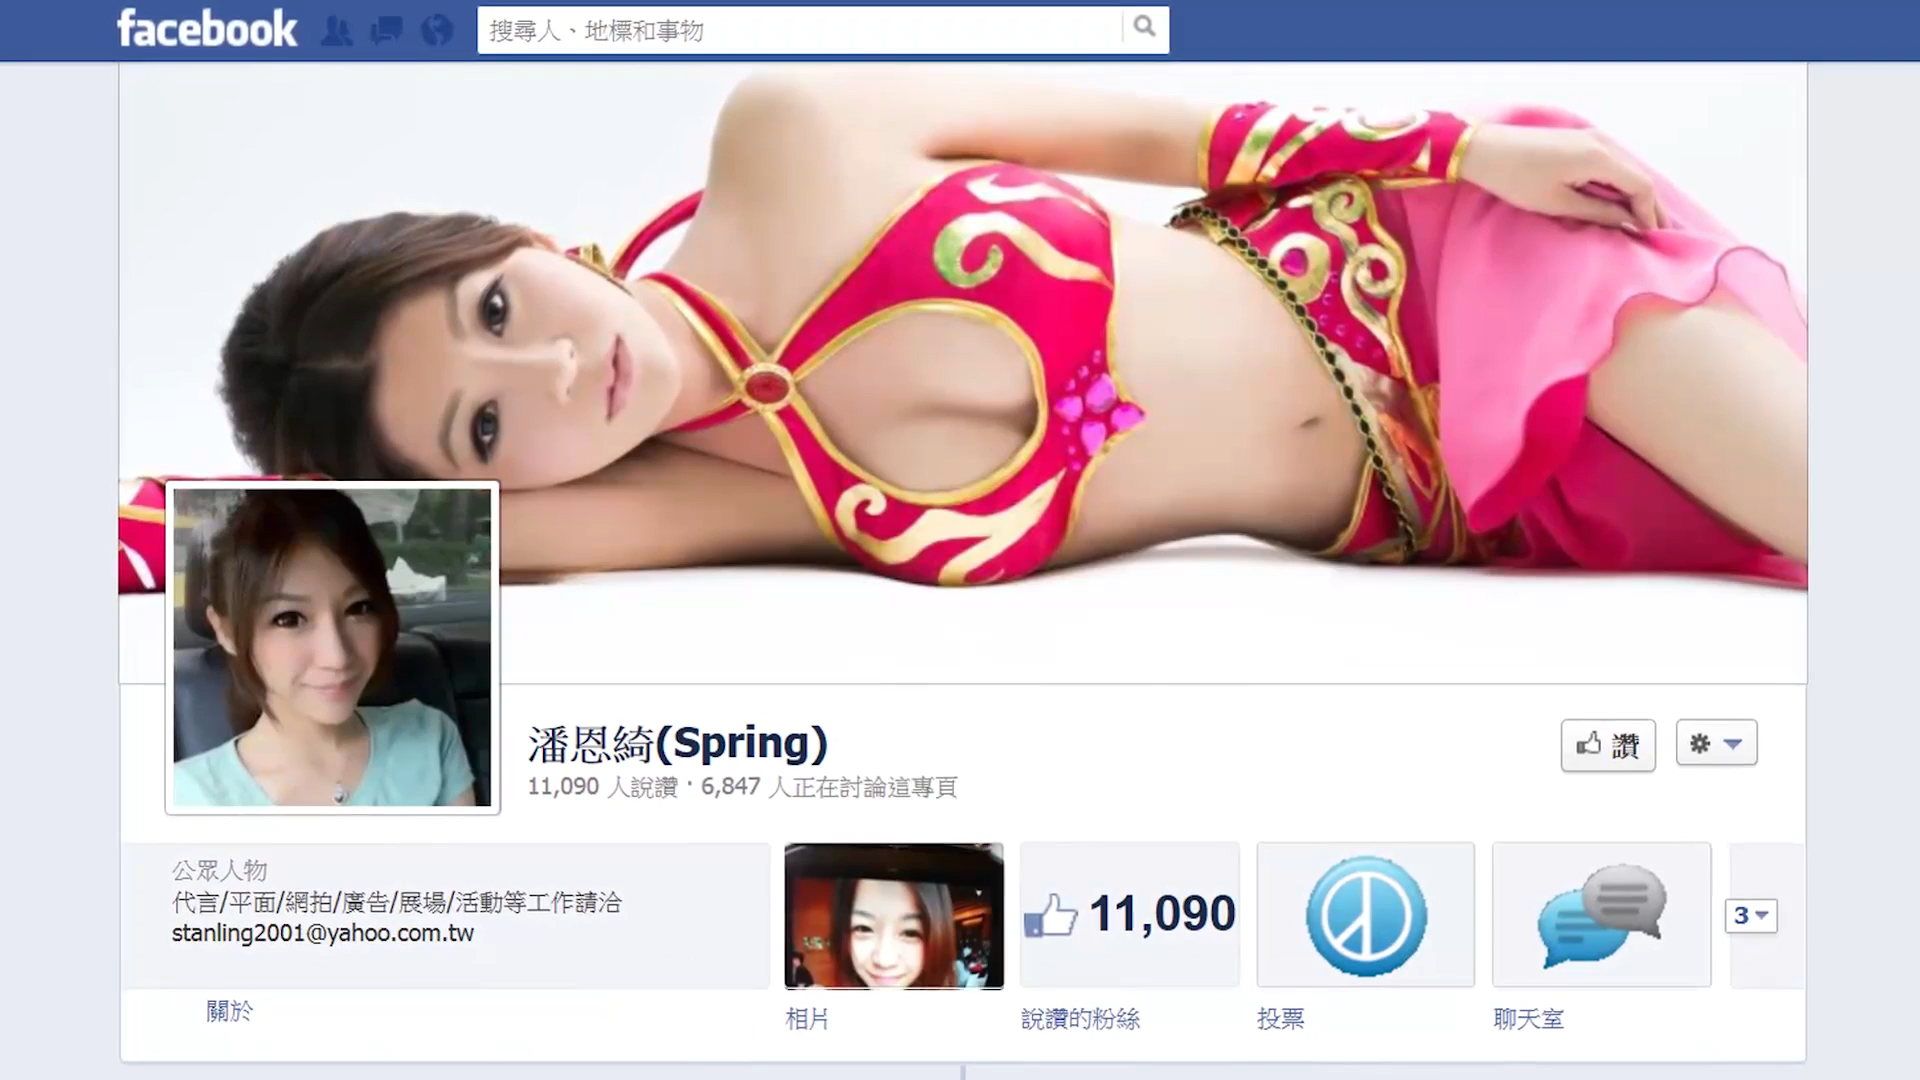 facebook
搜尋人、地標和事物
潘恩綺(Spring)
11,090 人說讚・6,847 人正在討論這專頁
讚
公眾人物
代言/平面/網拍/廣告/展場/活動等工作請洽
stanling2001@yahoo.com.tw
11,090
3
關於
相片
說讚的粉絲
投票
聊天室